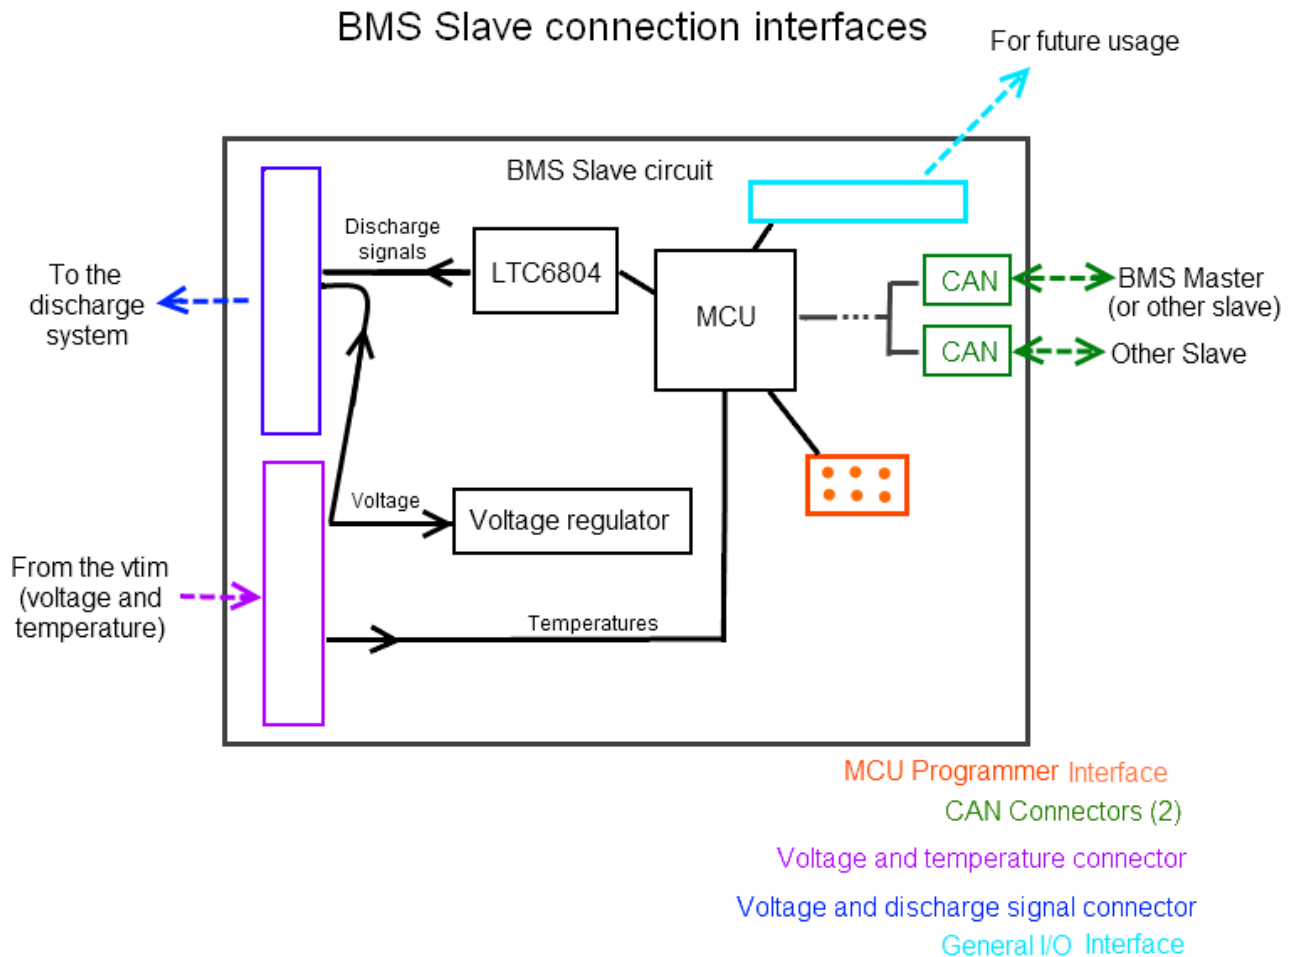 BMS Slave connection interfaces
For future usage
BMS Slave circuit
Discharge
signals
LTC6804
MCU
CAN
CAN
BMS Master
(or other slave)
Other Slave
To the
discharge
system
Voltage
Voltage regulator
From the vtim
(voltage and
temperature)
Temperatures
MCU Programmer Interface
CAN Connectors (2)
Voltage and temperature connector
Voltage and discharge signal connector
General I/O Interface